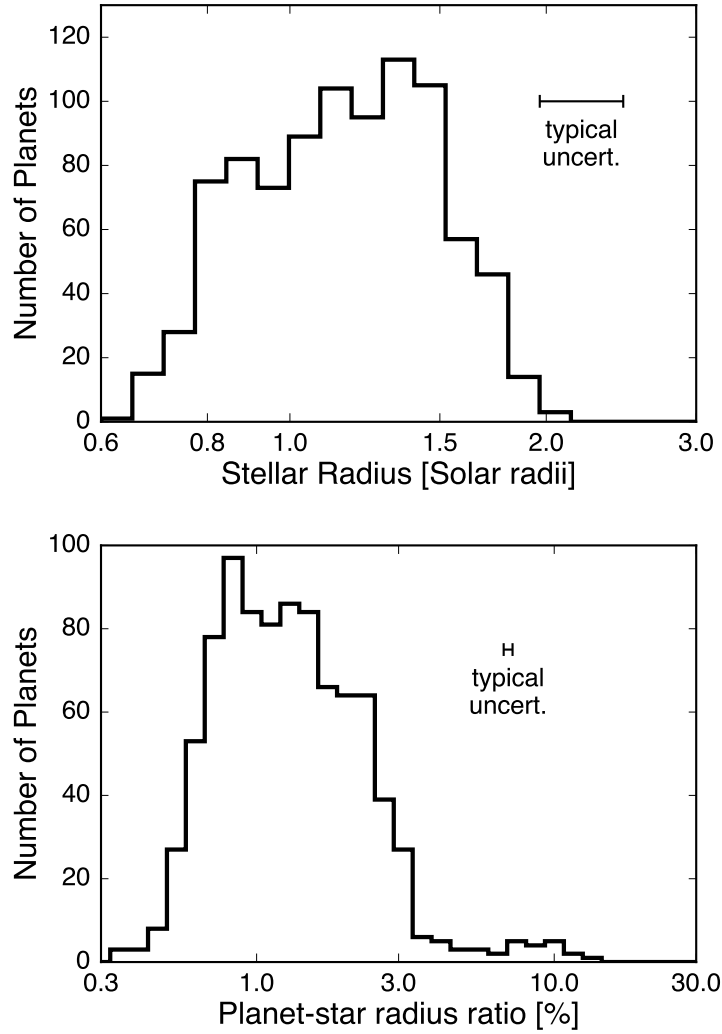 120
100
80
60
40
20
0
Number of Planets
typical
uncert.
0.6 0.8 1.0 1.5 2.0 3.0
Stellar Radius [Solar radii]
100
80
60
40
20
0
Number of Planets
typical
uncert.
0.3 1.0 3.0 10.0 30.0
Planet-star radius ratio [%]